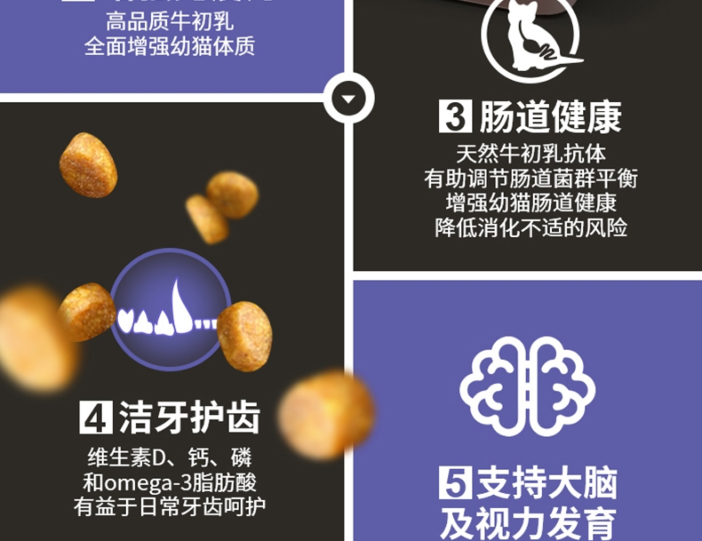 高品质牛初乳
全面增强幼猫体质
3 肠道健康
天然牛初乳抗体
有助调节肠道菌群平衡
增强幼猫肠道健康
降低消化不适的风险
4 洁牙护齿
维生素D、钙、磷
和omega-3脂肪酸
有益于日常牙齿呵护
5 支持大脑
及视力发育